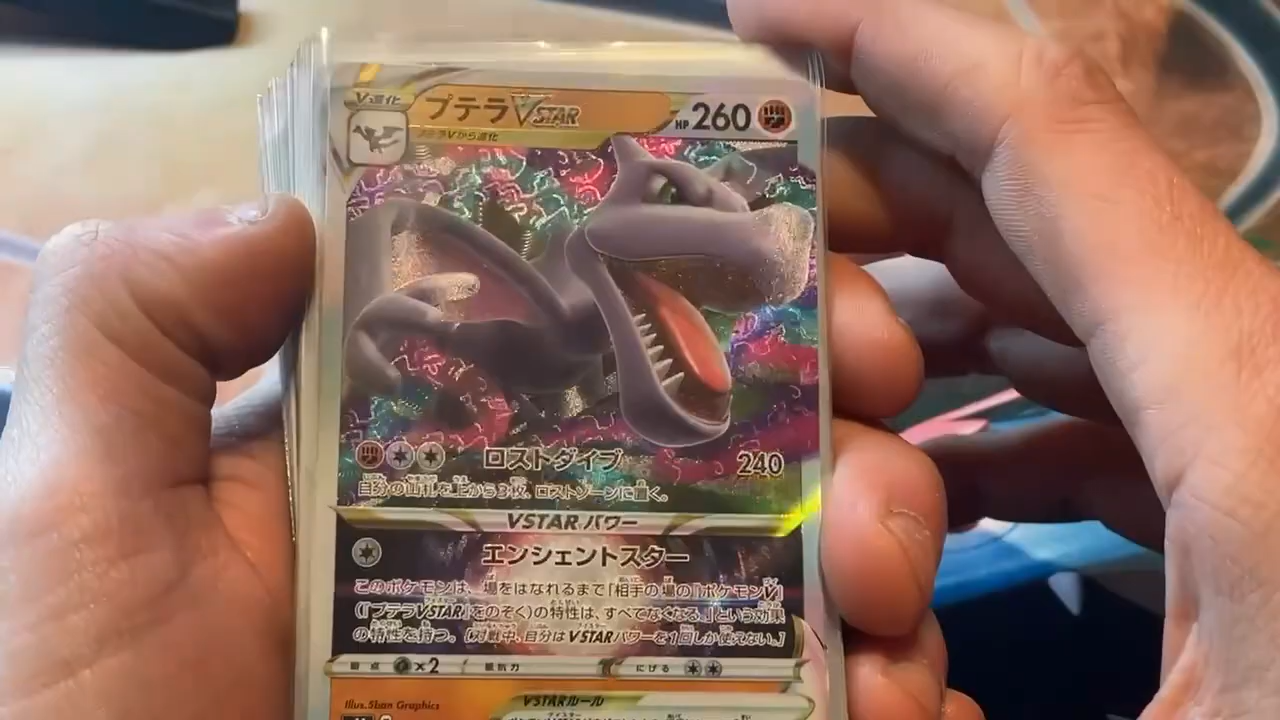 V進化
プテラVSTAR
HP 260
プテラVから進化
ロストダイブ 240
自分の山札を上から3枚、ロストゾーンに置く。
VSTARパワー
エンシェントスター
このポケモンは、場をはなれるまで「相手の場の『ポケモンV』
(『プテラVSTAR』をのぞく)の特性は、すべてなくなる。」という効果
の特性を持つ。[対戦中、自分はVSTARパワーを1回しか使えない。]
弱点 ×2 抵抗力 にげる
Illus.5ban Graphics
VSTARルール